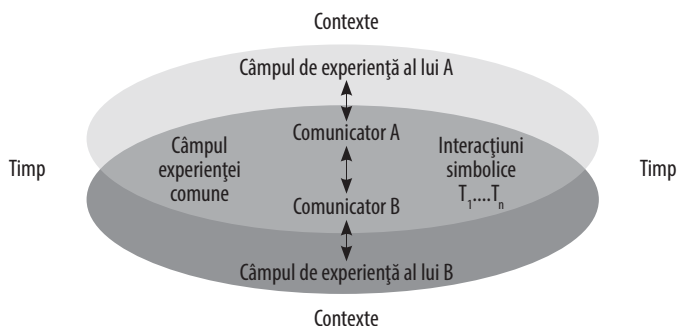 Contexte
Câmpul de experienţă al lui A
Comunicator A
Câmpul
experienţei
comune
Interacţiuni
simbolice
T1....Tn
Timp
Timp
Comunicator B
Câmpul de experienţă al lui B
Contexte